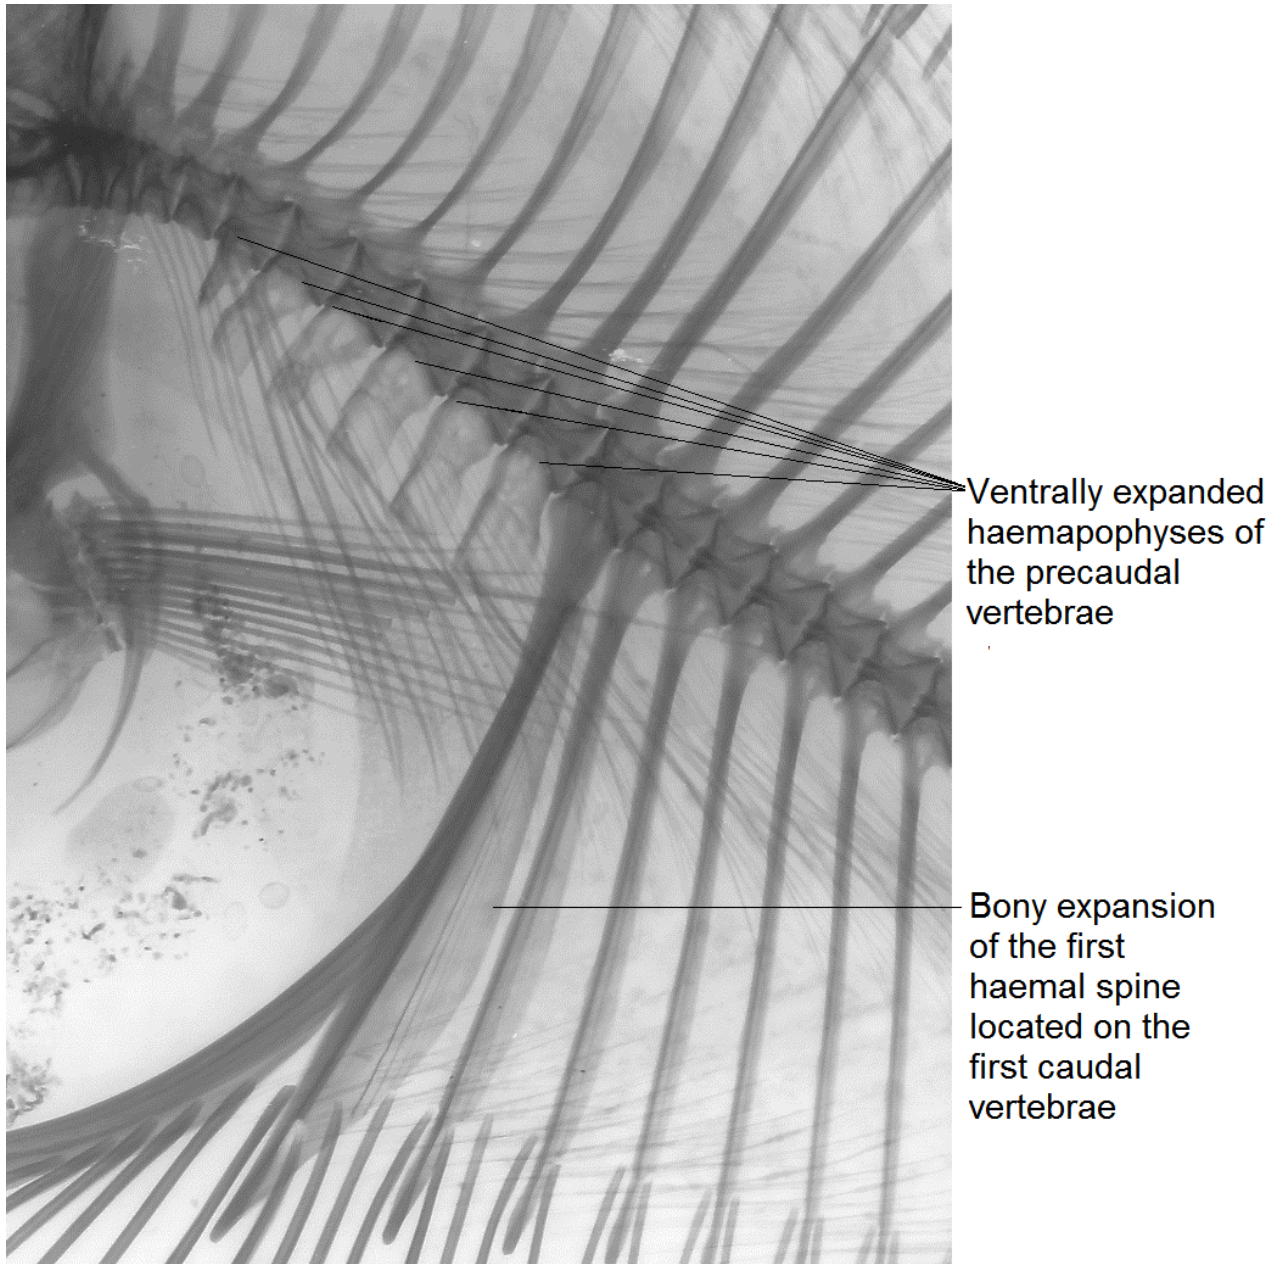 Ventrally expanded
haemapophyses of
the precaudal
vertebrae
Bony expansion
of the first
haemal spine
located on the
first caudal
vertebrae